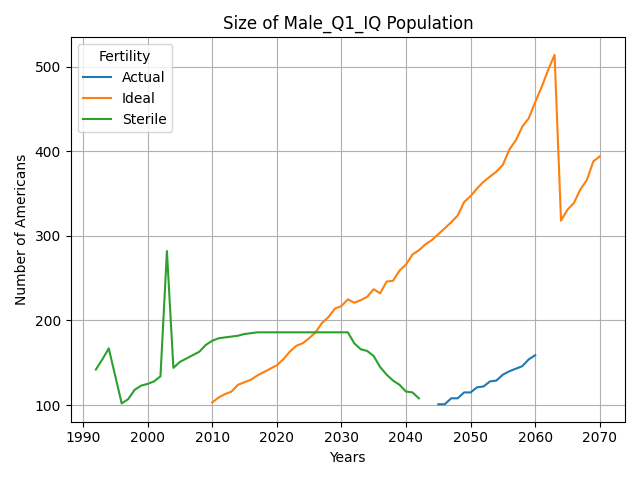 Size of Male_Q1_IQ Population
Fertility
Actual
Ideal
Sterile
Number of Americans
500
400
300
200
100
1990 2000 2010 2020 2030 2040 2050 2060 2070
Years